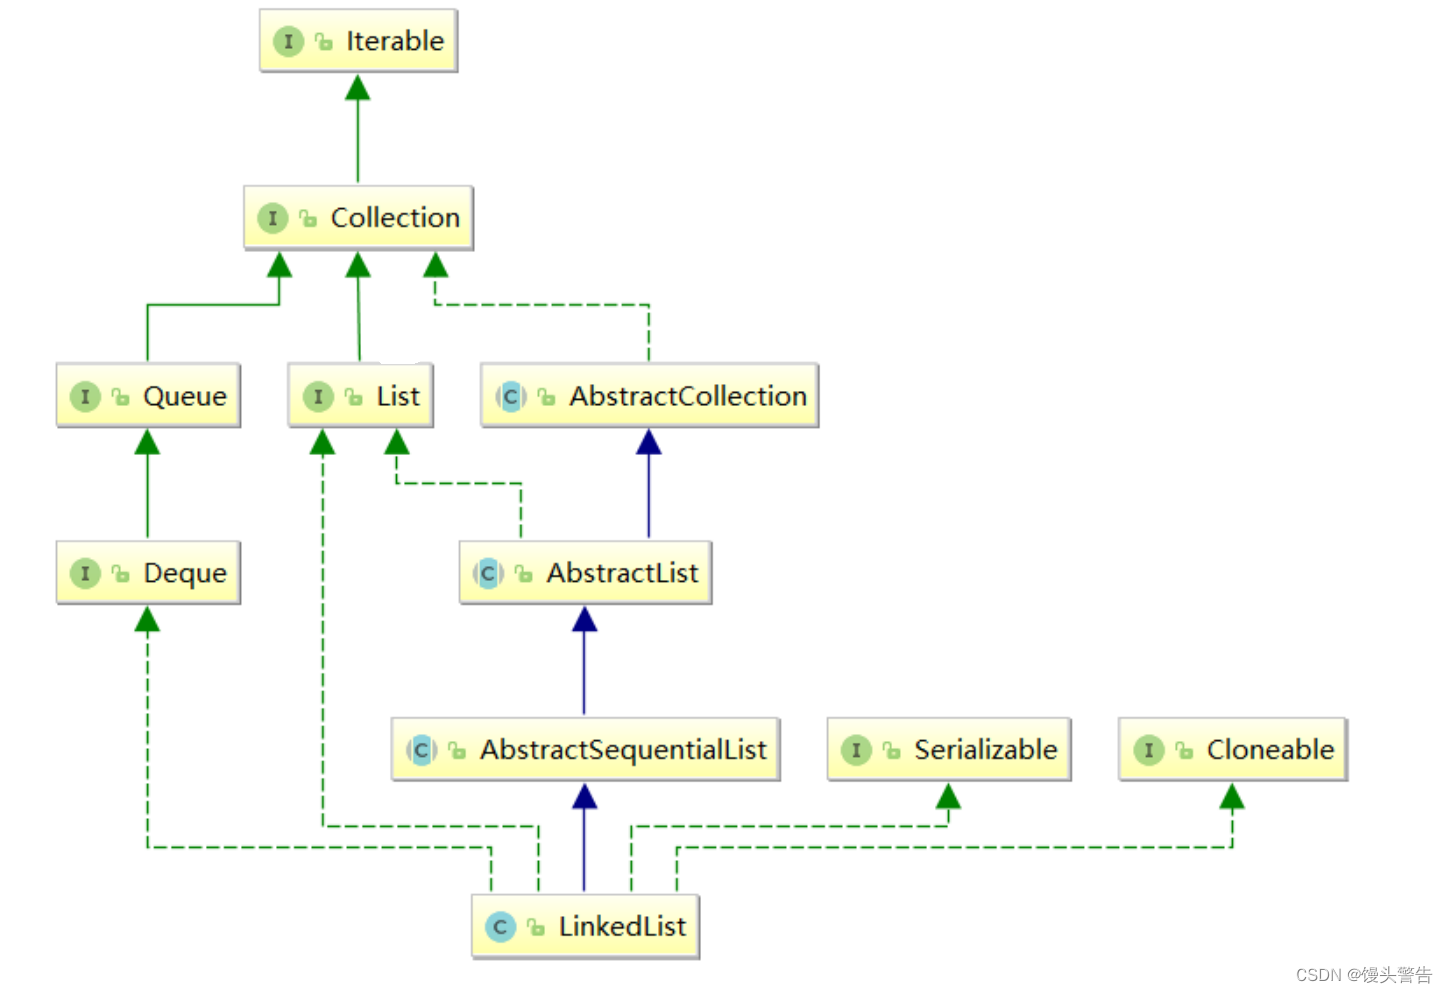 I Iterable
I Collection
I Queue
I List
C AbstractCollection
I Deque
C AbstractList
C AbstractSequentialList
I Serializable
I Cloneable
C LinkedList
CSDN @馒头警告